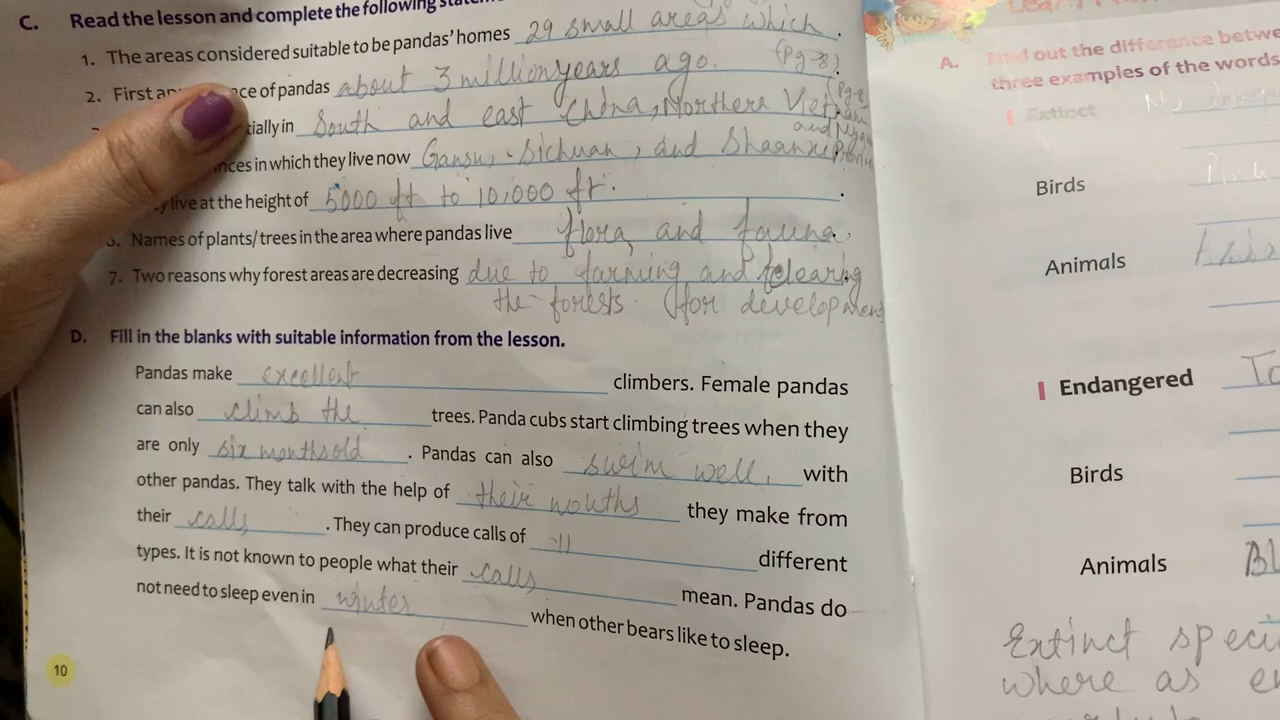 C. Read the lesson and complete the following
1. The areas considered suitable to be pandas' homes 29 small areas which.
(Pg-8)
2. First ce of pandas about 3 million years ago.
tially in South and east China, Northern Vietnam
and
nces in which they live now Gansu, Sichuan, and Shaanxi
live at the height of 5000 ft to 10,000 ft.
Names of plants/trees in the area where pandas live flora, and fauna.
7. Two reasons why forest areas are decreasing due to farming and clearing
the forests (for development
D. Fill in the blanks with suitable information from the lesson.
Pandas make excellent climbers. Female pandas
can also climb the trees. Panda cubs start climbing trees when they
are only six months old. Pandas can also swim well, with
other pandas. They talk with the help of their mouths they make from
their calls. They can produce calls of 11 different
types. It is not known to people what their calls mean. Pandas do
not need to sleep even in winter when other bears like to sleep.
10
A. Find out the difference betwe
three examples of the words
Extinct
Birds Pink
Animals
Endangered
Birds
Animals Bl
Extinct speci
where as e